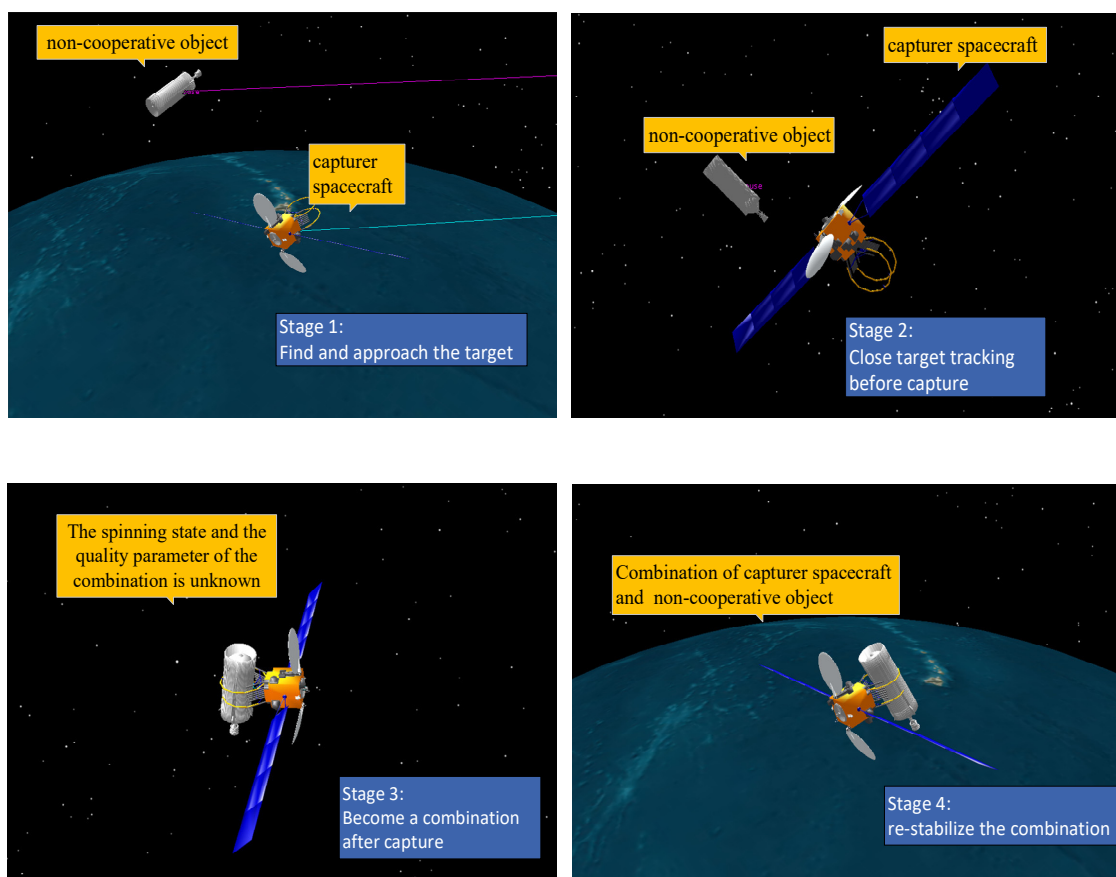 non-cooperative object
capturer
spacecraft
Stage 1:
Find and approach the target
capturer spacecraft
non-cooperative object
Stage 2:
Close target tracking
before capture
The spinning state and the
quality parameter of the
combination is unknown
Stage 3:
Become a combination
after capture
Combination of capturer spacecraft
and non-cooperative object
Stage 4:
re-stabilize the combination